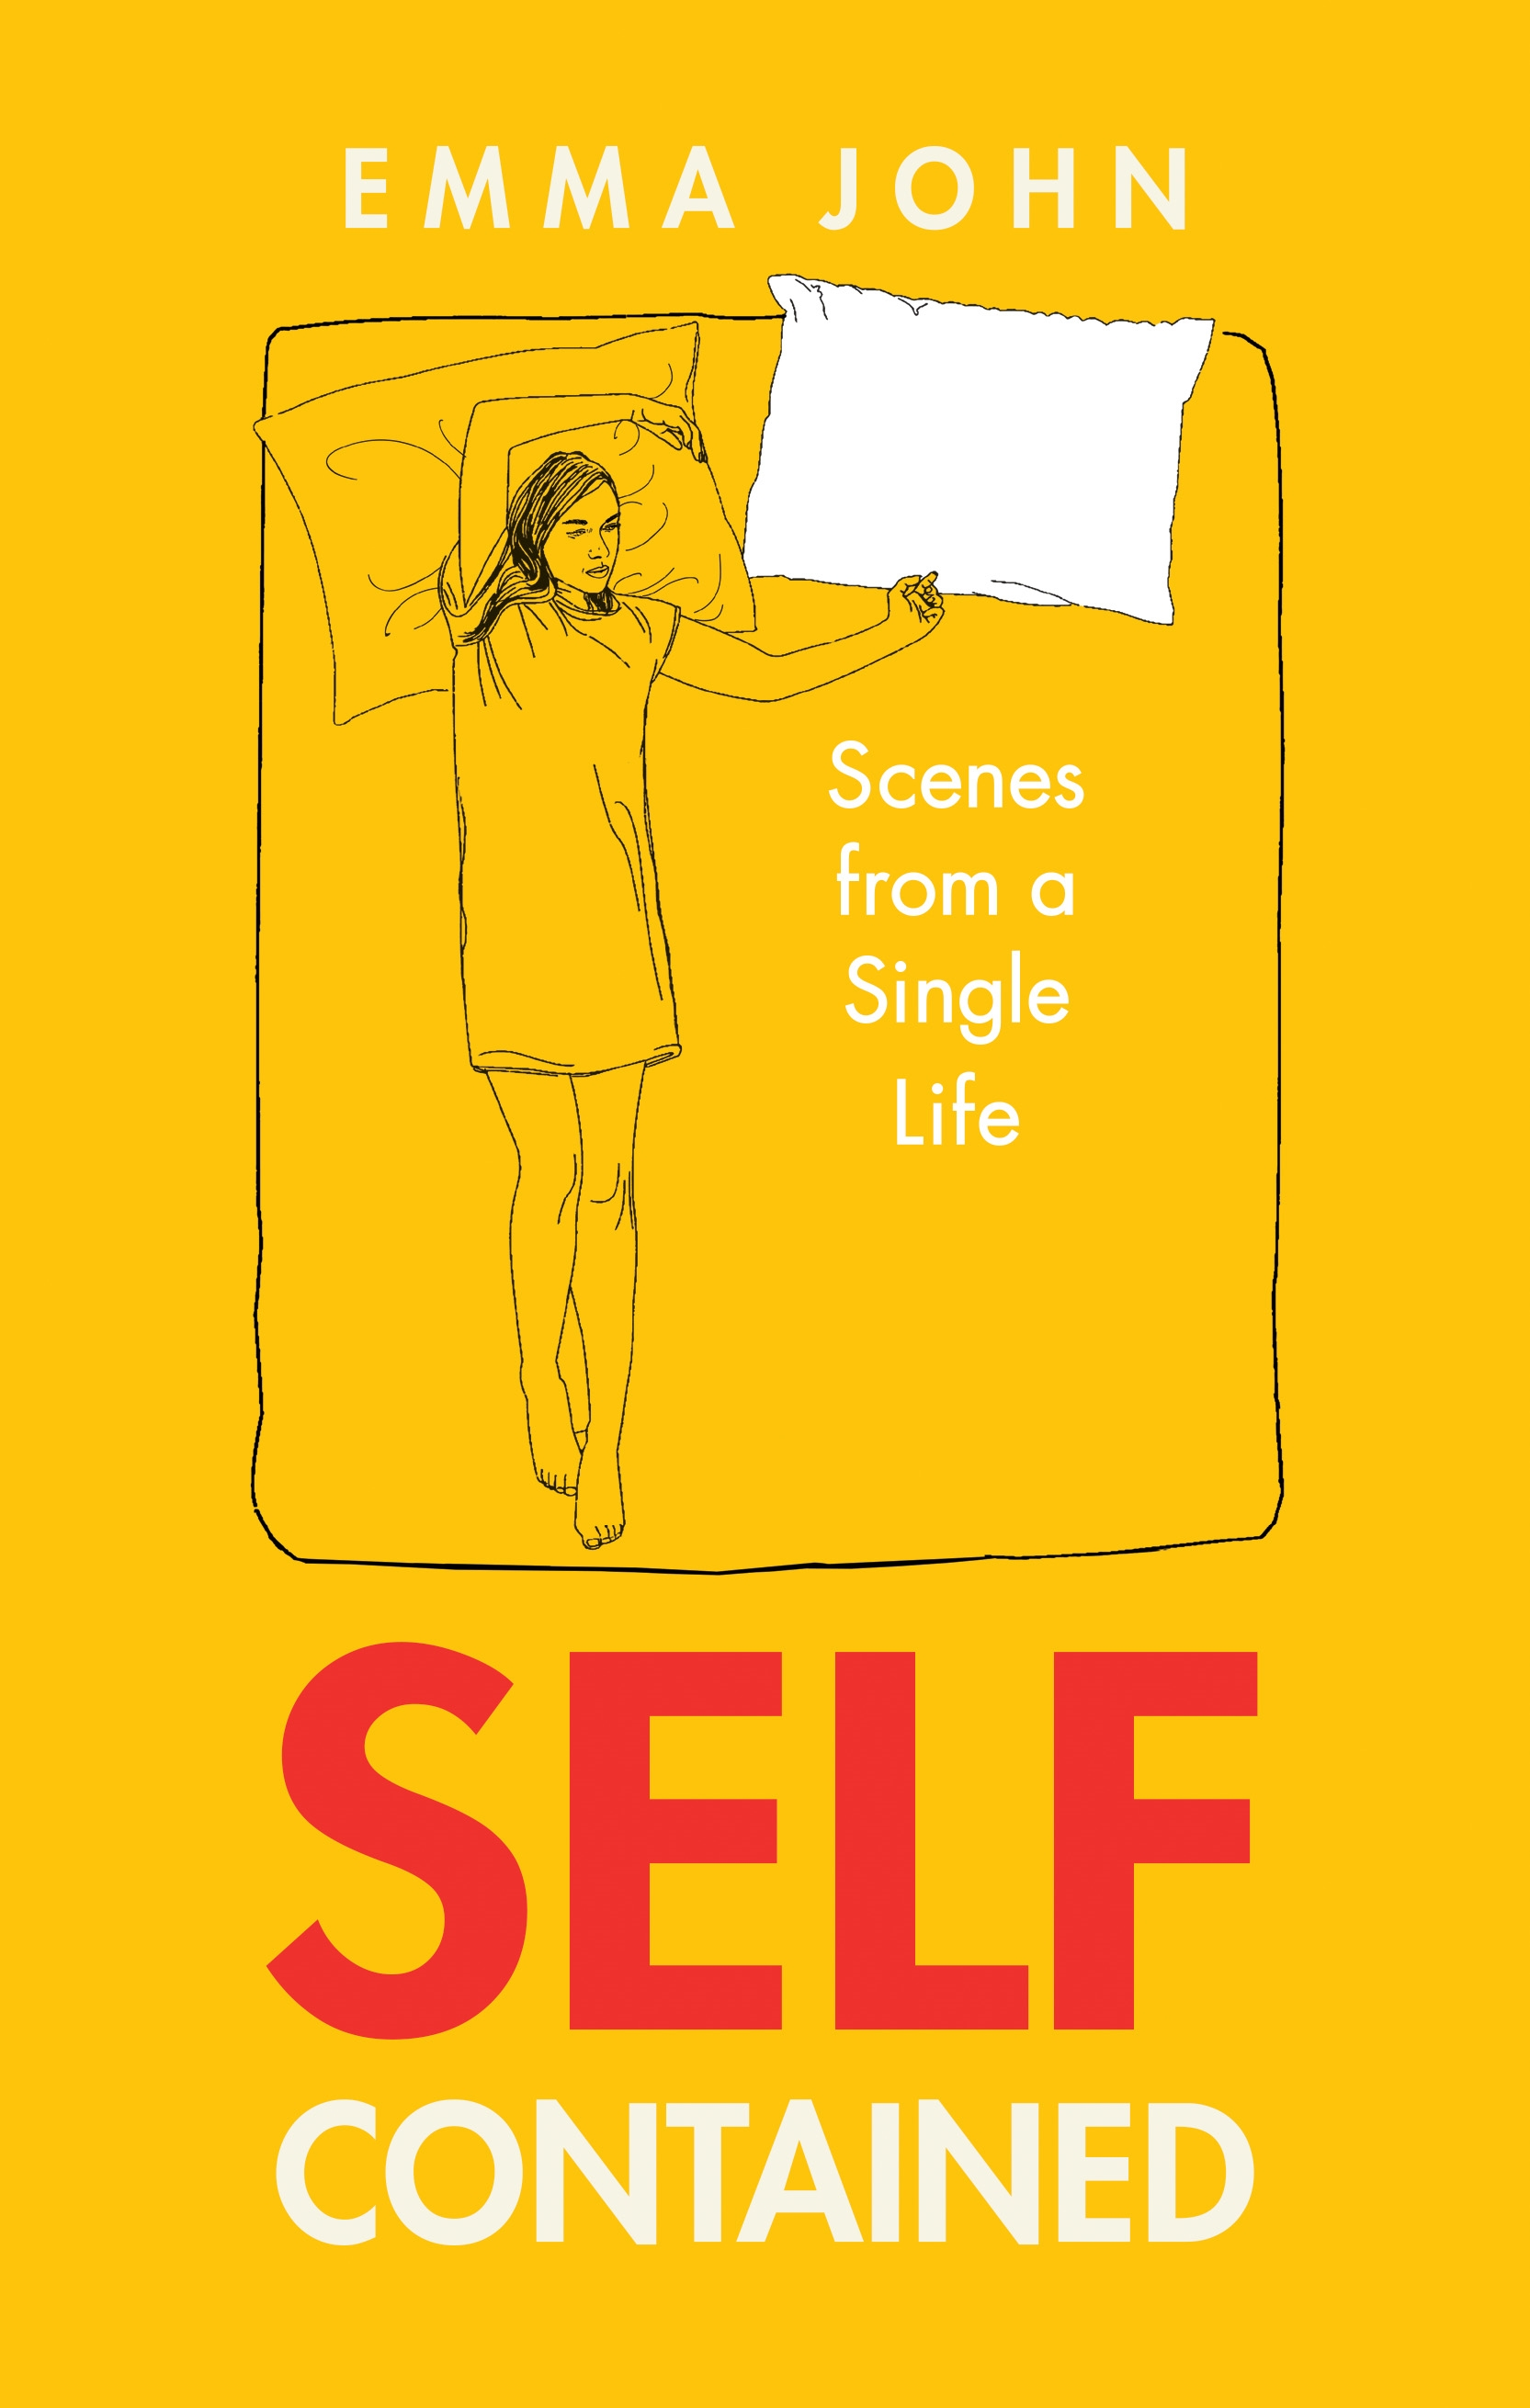 EMMA JOHN
Scenes
from a
Single
Life
SELF
CONTAINED